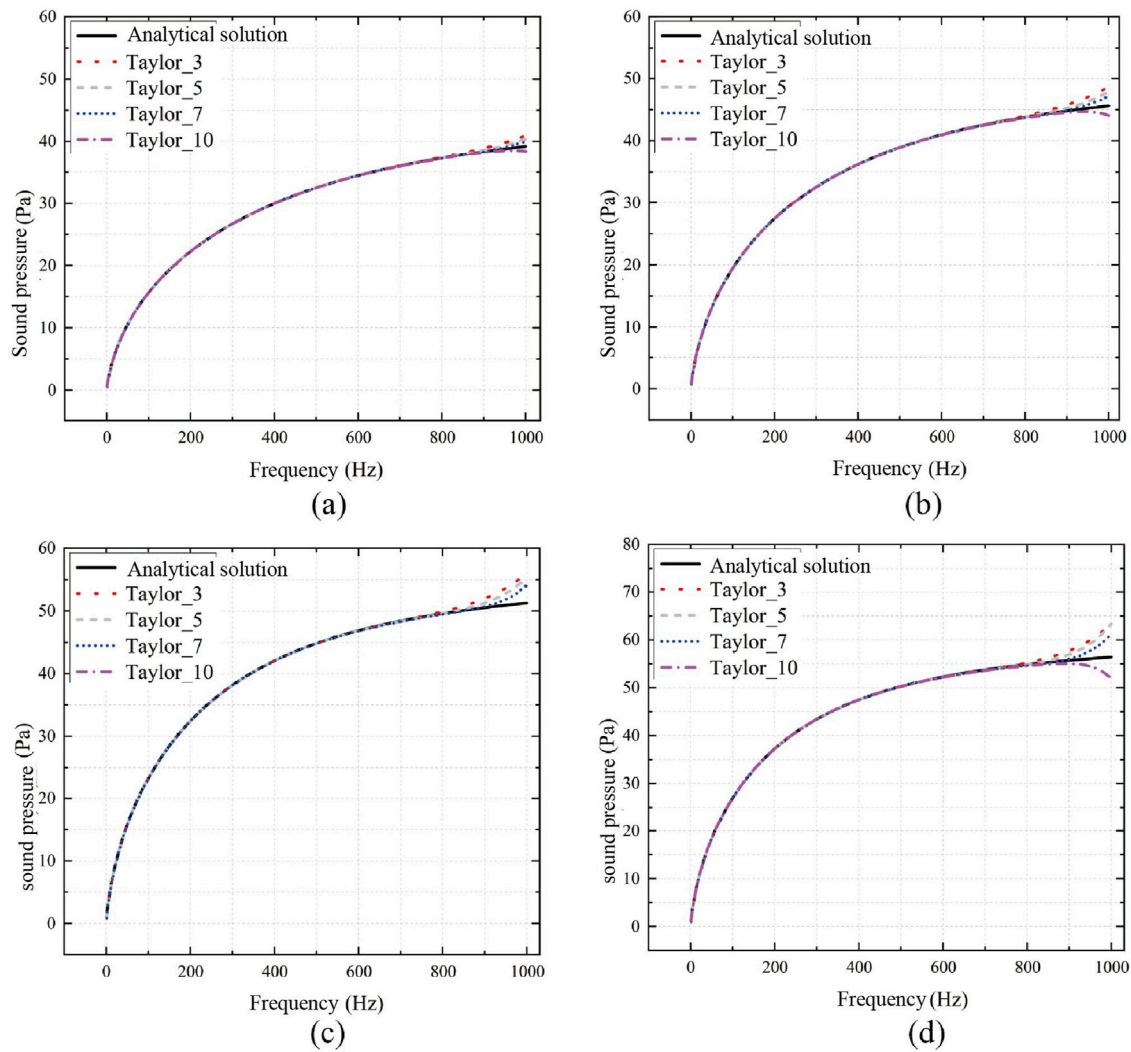 60
50
40
30
20
10
0
Sound pressure (Pa)
Analytical solution
Taylor_3
Taylor_5
Taylor_7
Taylor_10
0 200 400 600 800 1000
Frequency (Hz)
(a)
60
50
40
30
20
10
0
Sound pressure (Pa)
Analytical solution
Taylor_3
Taylor_5
Taylor_7
Taylor_10
0 200 400 600 800 1000
Frequency (Hz)
(b)
60
50
40
30
20
10
0
sound pressure (Pa)
Analytical solution
Taylor_3
Taylor_5
Taylor_7
Taylor_10
0 200 400 600 800 1000
Frequency (Hz)
(c)
80
70
60
50
40
30
20
10
0
sound pressure (Pa)
Analytical solution
Taylor_3
Taylor_5
Taylor_7
Taylor_10
0 200 400 600 800 1000
Frequency (Hz)
(d)